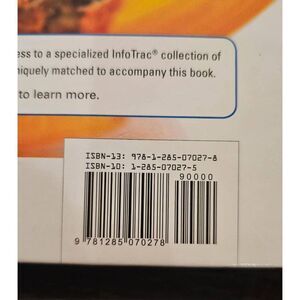 ess to a specialized InfoTrac® collection of
niquely matched to accompany this book.
to learn more.
ISBN-13: 978-1-285-07027-8
ISBN-10: 1-285-07027-5
90000
9 781285 070278